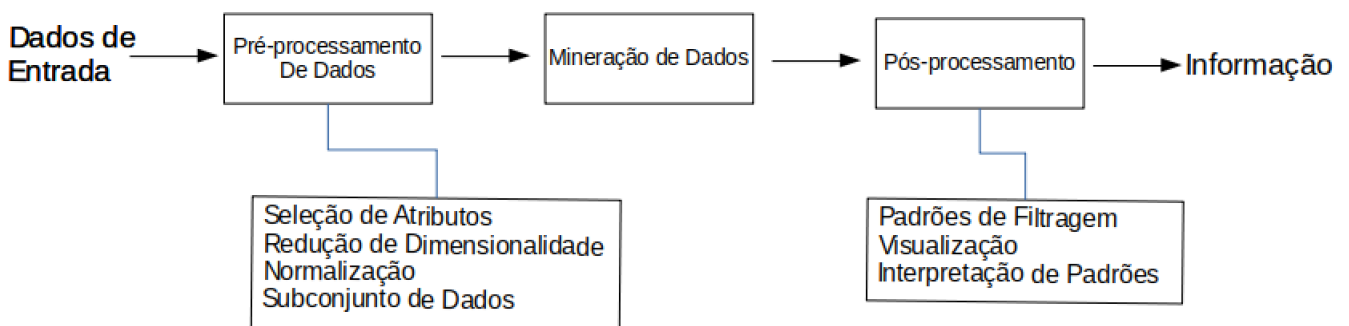 Dados de
Entrada
Pré-processamento
De Dados
Mineração de Dados
Pós-processamento
Informação
Seleção de Atributos
Redução de Dimensionalidade
Normalização
Subconjunto de Dados
Padrões de Filtragem
Visualização
Interpretação de Padrões